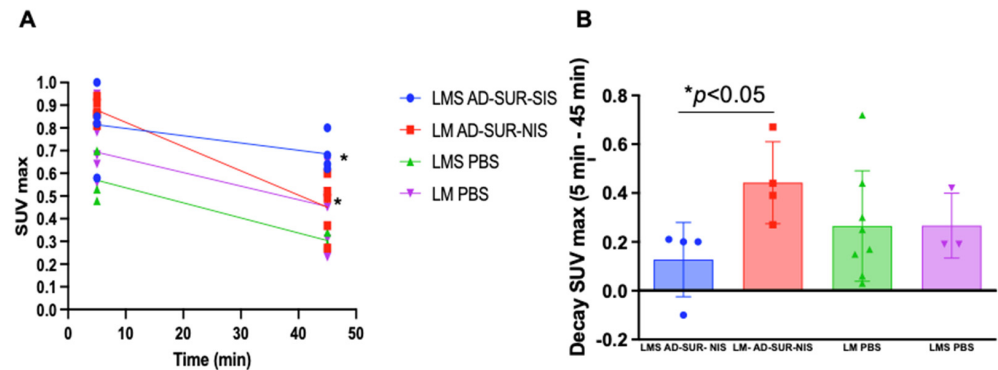 A
SUV max
1.0
0.9
0.8
0.7
0.6
0.5
0.4
0.3
0.2
0.1
0.0
0 10 20 30 40 50
Time (min)
*
*
LMS AD-SUR-SIS
LM AD-SUR-NIS
LMS PBS
LM PBS
B
Decay SUV max (5 min - 45 min)
*p<0.05
0.8
0.6
0.4
0.2
0.0
-0.2
LMS AD-SUR- NIS LM- AD-SUR-NIS LM PBS LMS PBS